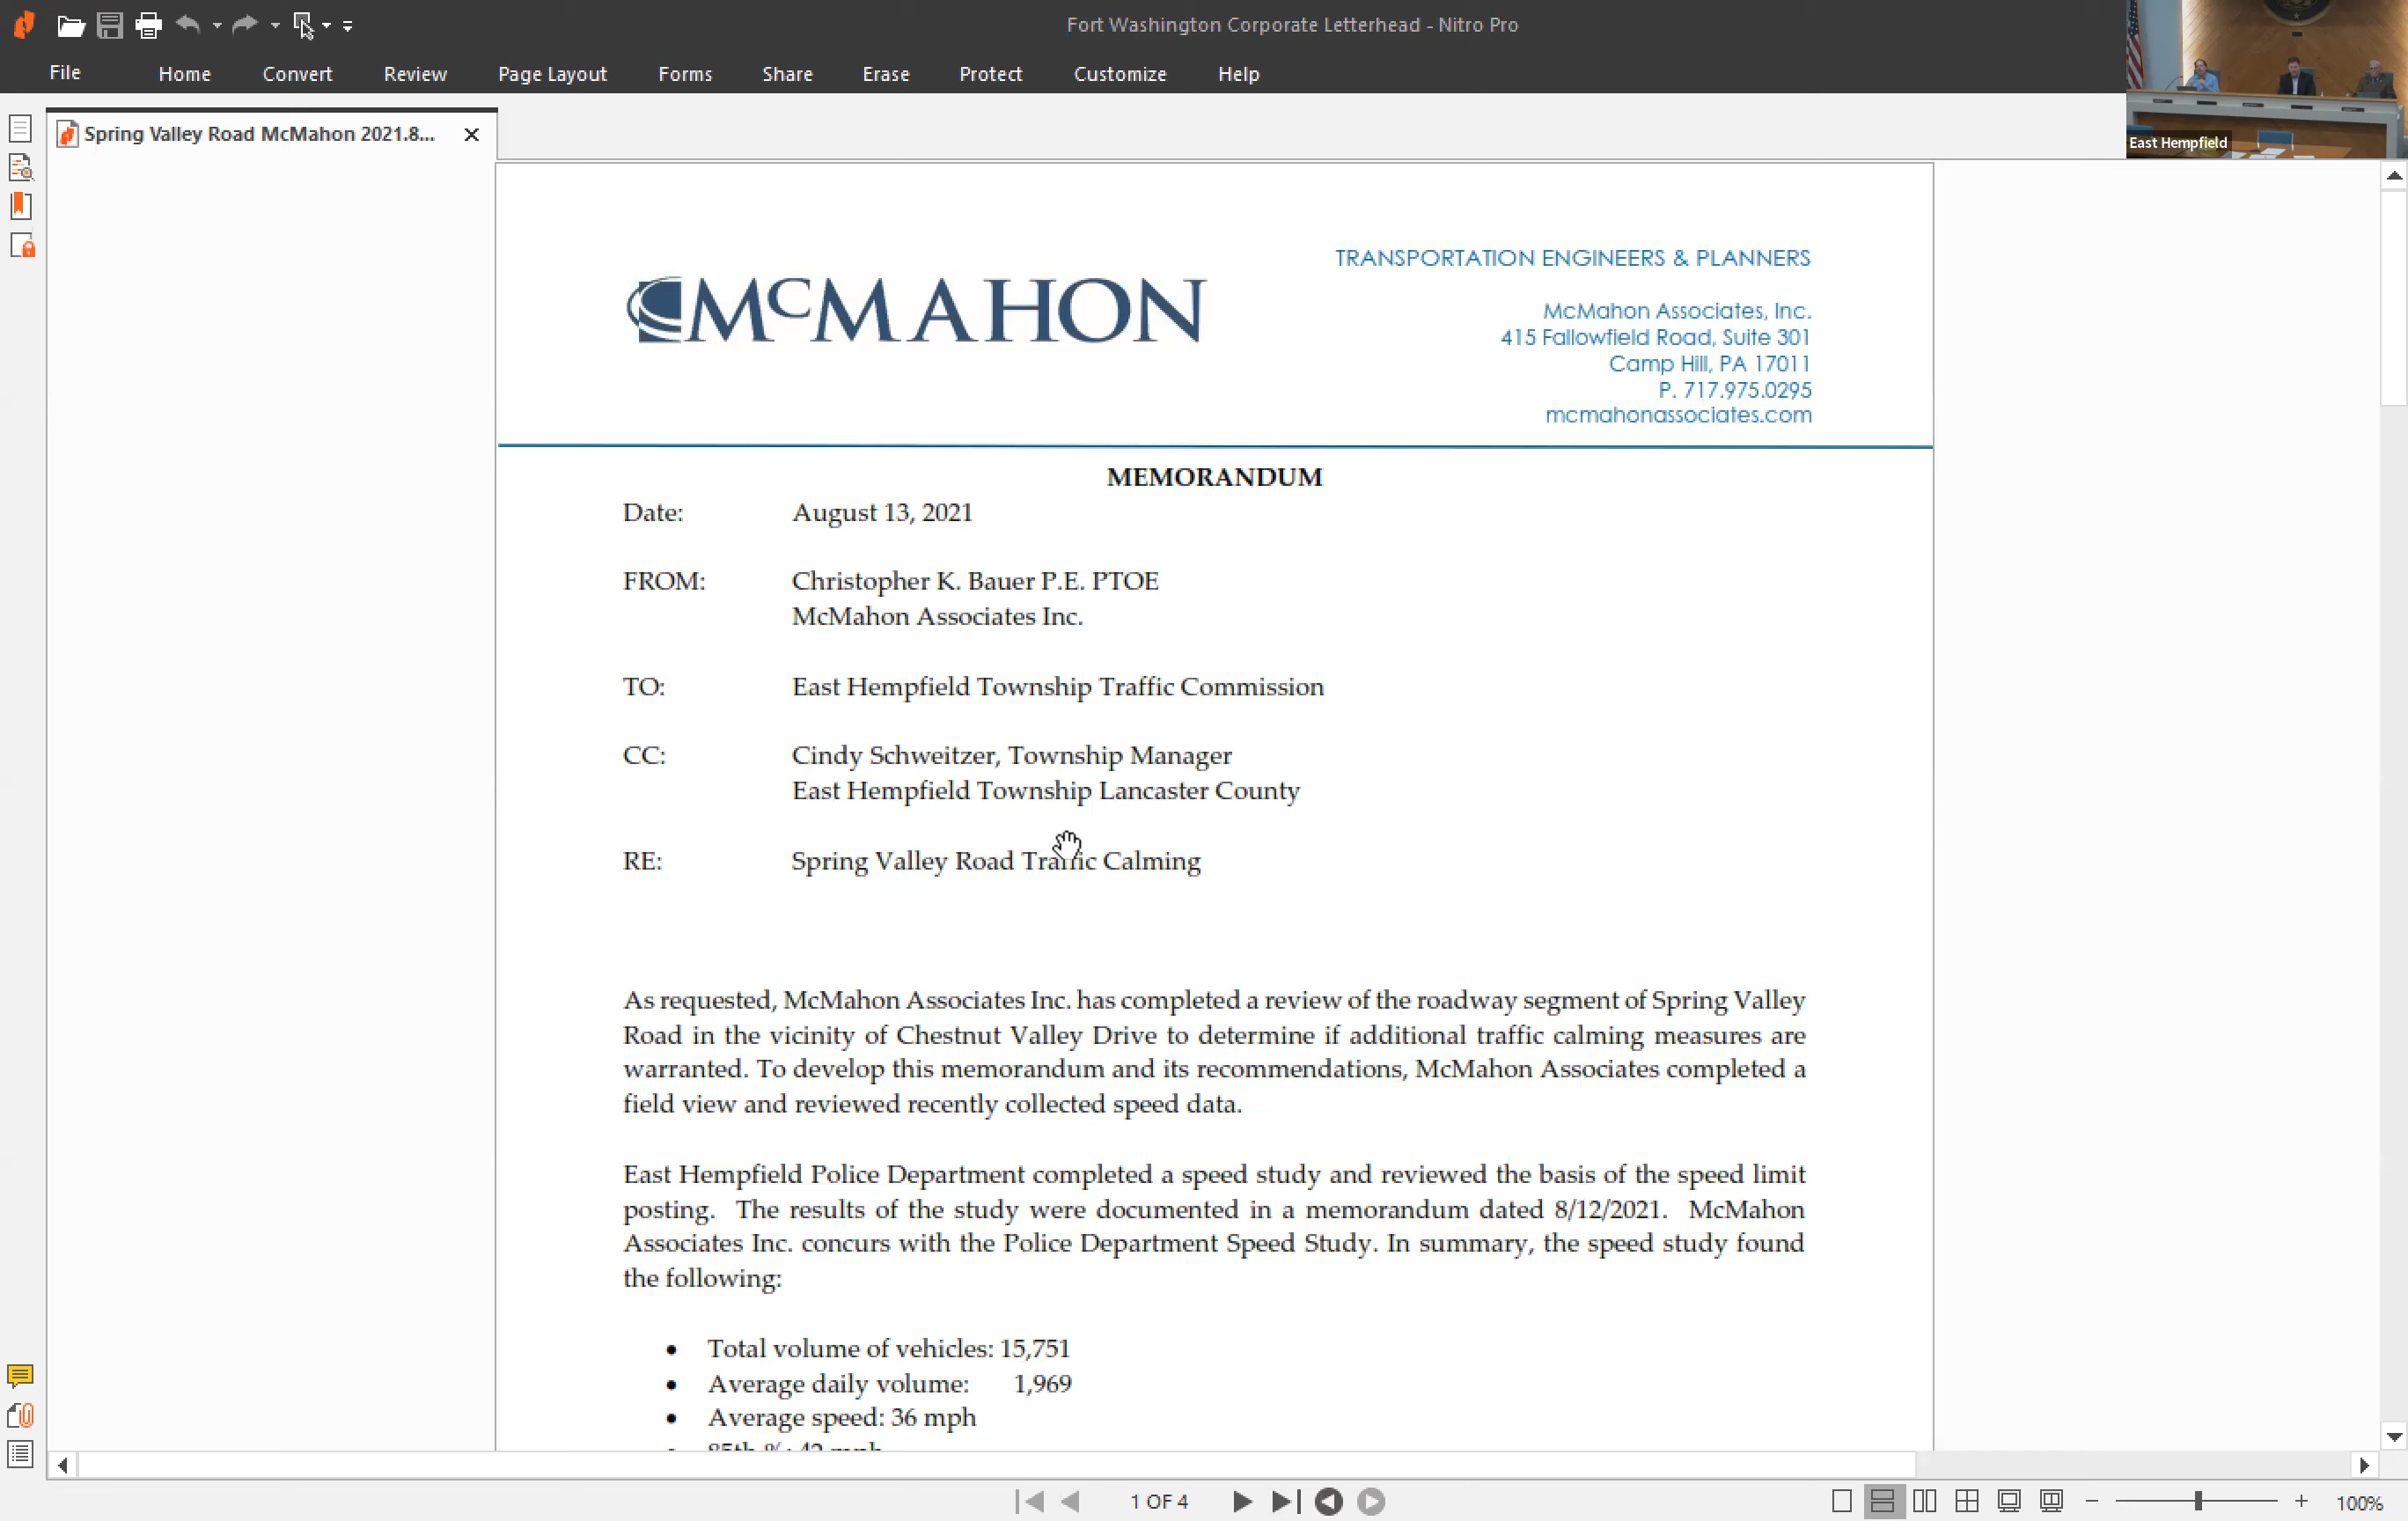 Fort Washington Corporate Letterhead - Nitro Pro
File Home Convert Review Page Layout Forms Share Erase Protect Customize Help
Spring Valley Road McMahon 2021.8...
East Hempfield
McMAHON
TRANSPORTATION ENGINEERS & PLANNERS
McMahon Associates, Inc.
415 Fallowfield Road, Suite 301
Camp Hill, PA 17011
P. 717.975.0295
mcmahonassociates.com
MEMORANDUM
Date: August 13, 2021
FROM: Christopher K. Bauer P.E. PTOE
McMahon Associates Inc.
TO: East Hempfield Township Traffic Commission
CC: Cindy Schweitzer, Township Manager
East Hempfield Township Lancaster County
RE: Spring Valley Road Traffic Calming
As requested, McMahon Associates Inc. has completed a review of the roadway segment of Spring Valley
Road in the vicinity of Chestnut Valley Drive to determine if additional traffic calming measures are
warranted. To develop this memorandum and its recommendations, McMahon Associates completed a
field view and reviewed recently collected speed data.
East Hempfield Police Department completed a speed study and reviewed the basis of the speed limit
posting. The results of the study were documented in a memorandum dated 8/12/2021. McMahon
Associates Inc. concurs with the Police Department Speed Study. In summary, the speed study found
the following:
• Total volume of vehicles: 15,751
• Average daily volume: 1,969
• Average speed: 36 mph
• 85th %: 42 mph
1 OF 4
100%